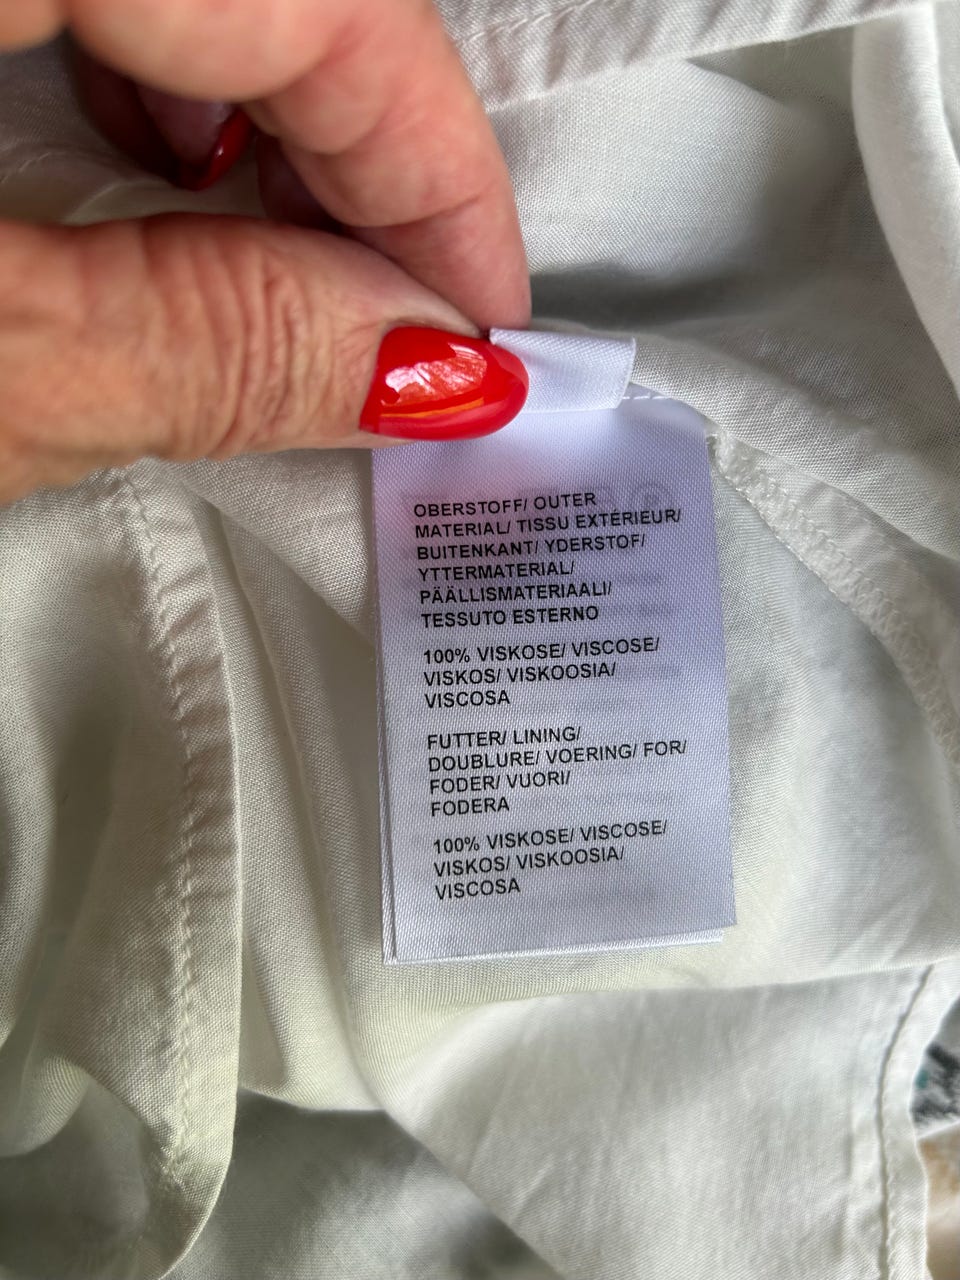 OBERSTOFF/ OUTER
MATERIAL/ TISSU EXTÉRIEUR/
BUITENKANT/ YDERSTOF/
YTTERMATERIAL/
PÄÄLLISMATERIAALI/
TESSUTO ESTERNO
100% VISKOSE/ VISCOSE/
VISKOS/ VISKOOSIA/
VISCOSA
FUTTER/ LINING/
DOUBLURE/ VOERING/ FOR/
FODER/ VUORI/
FODERA
100% VISKOSE/ VISCOSE/
VISKOS/ VISKOOSIA/
VISCOSA